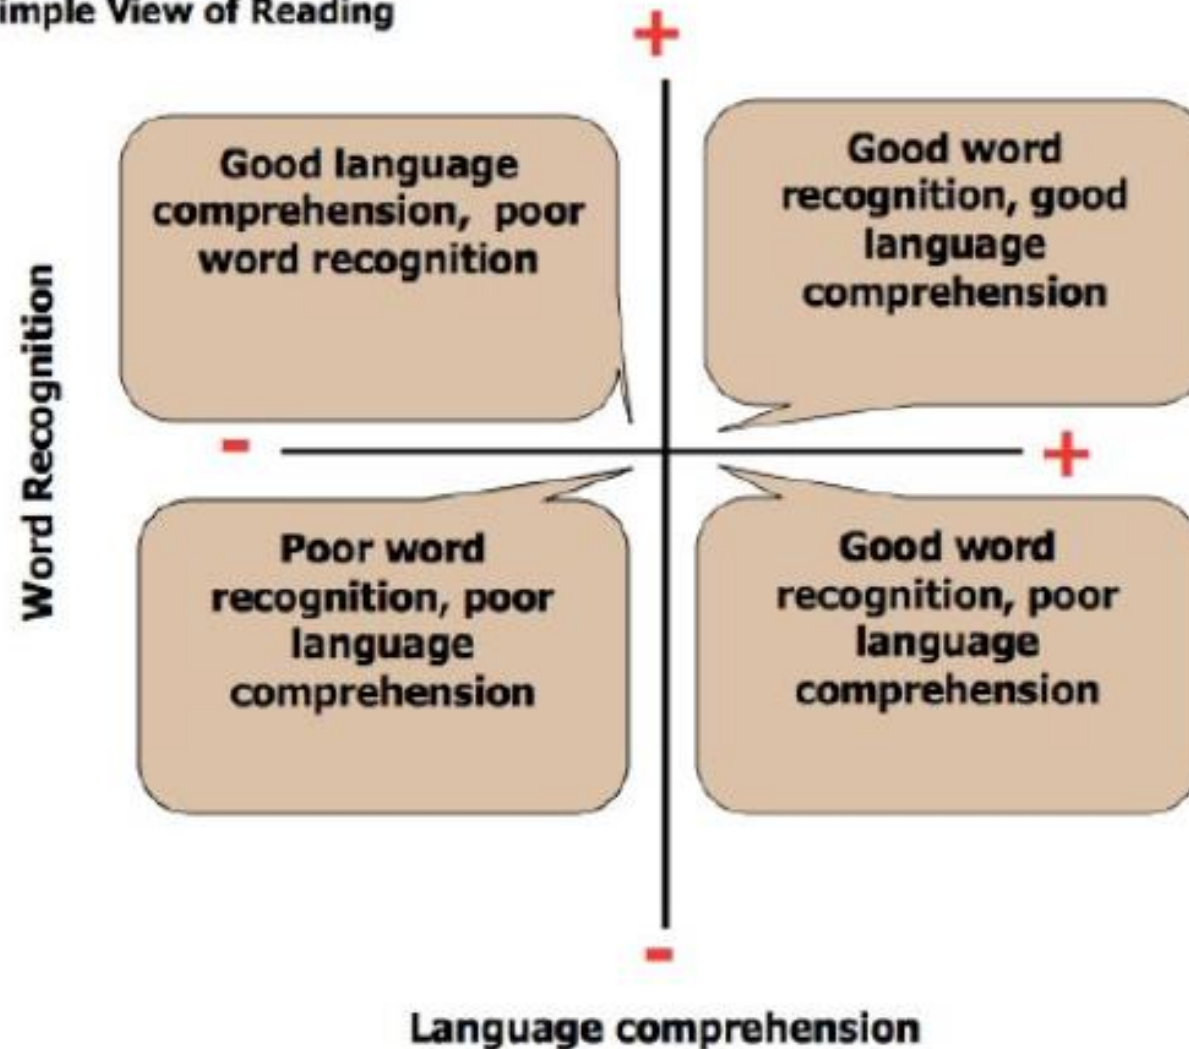 imple View of Reading
+
Good language
comprehension, poor
word recognition
Good word
recognition, good
language
comprehension
Word Recognition
-
+
Poor word
recognition, poor
language
comprehension
Good word
recognition, poor
language
comprehension
-
Language comprehension